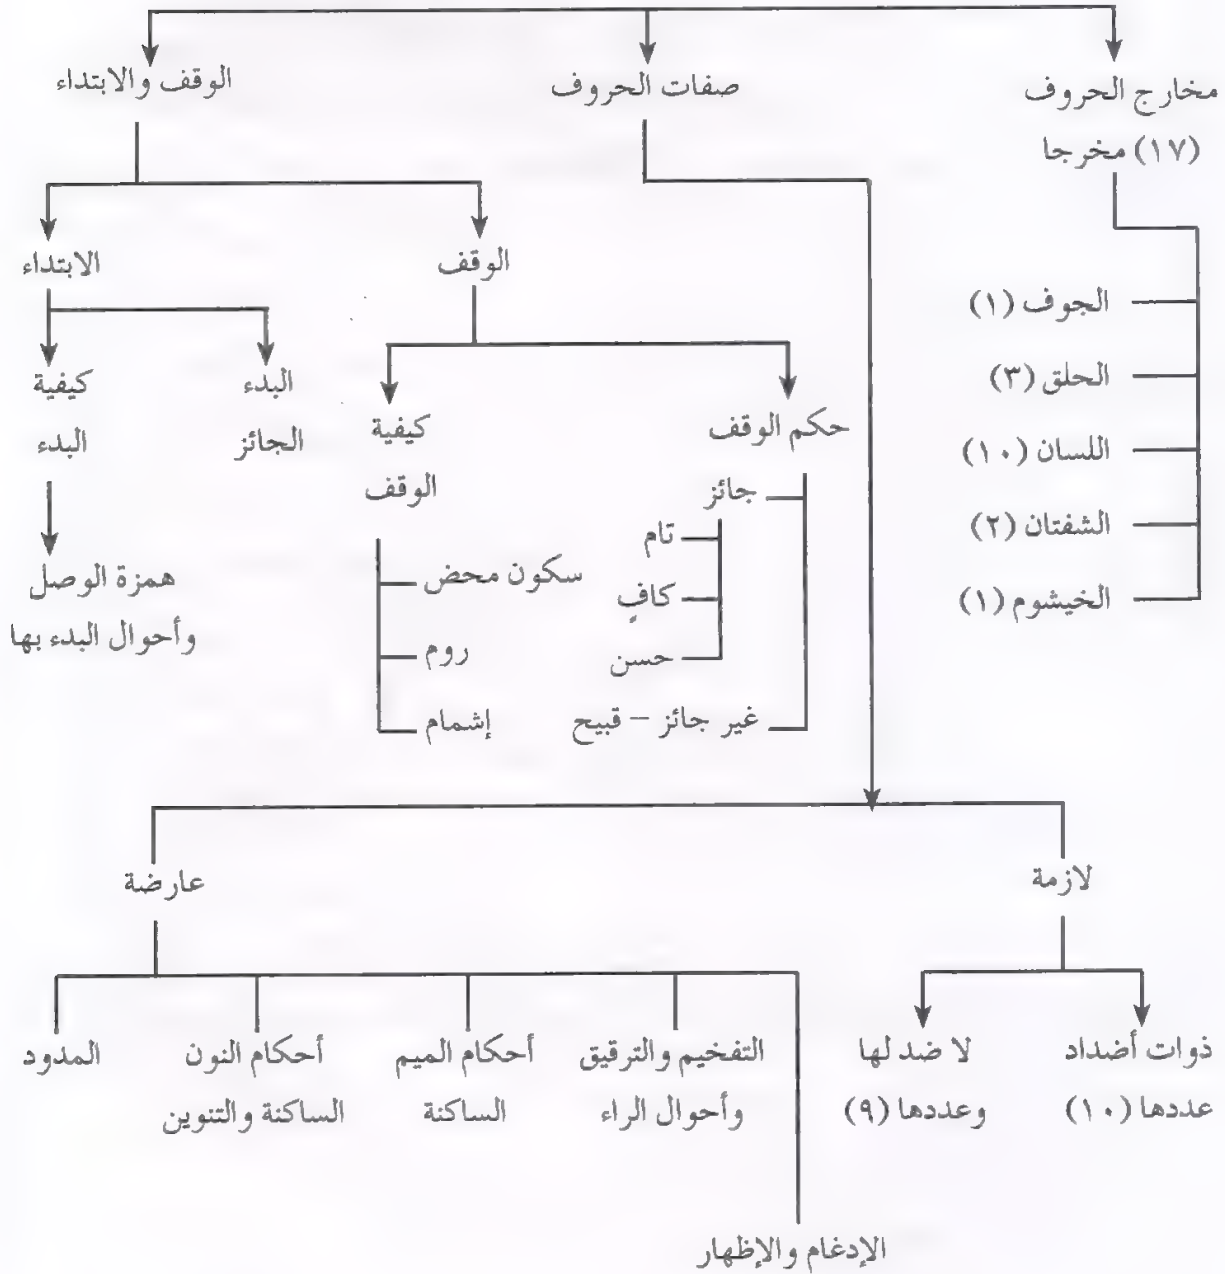 مخارج الحروف
(١٧) مخرجا
الجوف (١)
الحلق (٣)
اللسان (١٠)
الشفتان (٢)
الخيشوم (١)
صفات الحروف
الوقف والابتداء
الوقف
الابتداء
حكم الوقف
جائز
تام
كافٍ
حسن
غير جائز – قبيح
كيفية
الوقف
سكون محض
روم
إشمام
البدء
الجائز
كيفية
البدء
همزة الوصل
وأحوال البدء بها
لازمة
ذوات أضداد
عددها (١٠)
لا ضد لها
وعددها (٩)
عارضة
التفخيم والترقيق
وأحوال الراء
أحكام الميم
الساكنة
أحكام النون
الساكنة والتنوين
المدود
الإدغام والإظهار